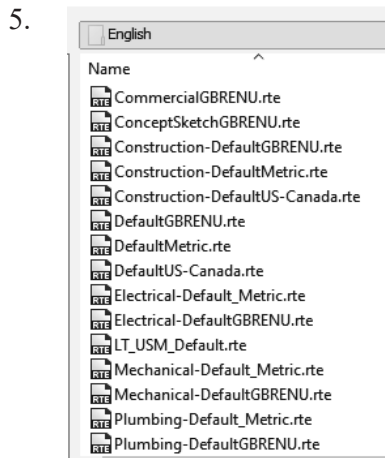 5.
English
Name
CommercialGBRENU.rte
ConceptSketchGBRENU.rte
Construction-DefaultGBRENU.rte
Construction-DefaultMetric.rte
Construction-DefaultUS-Canada.rte
DefaultGBRENU.rte
DefaultMetric.rte
DefaultUS-Canada.rte
Electrical-Default_Metric.rte
Electrical-DefaultGBRENU.rte
LT_USM_Default.rte
Mechanical-Default_Metric.rte
Mechanical-DefaultGBRENU.rte
Plumbing-Default_Metric.rte
Plumbing-DefaultGBRENU.rte